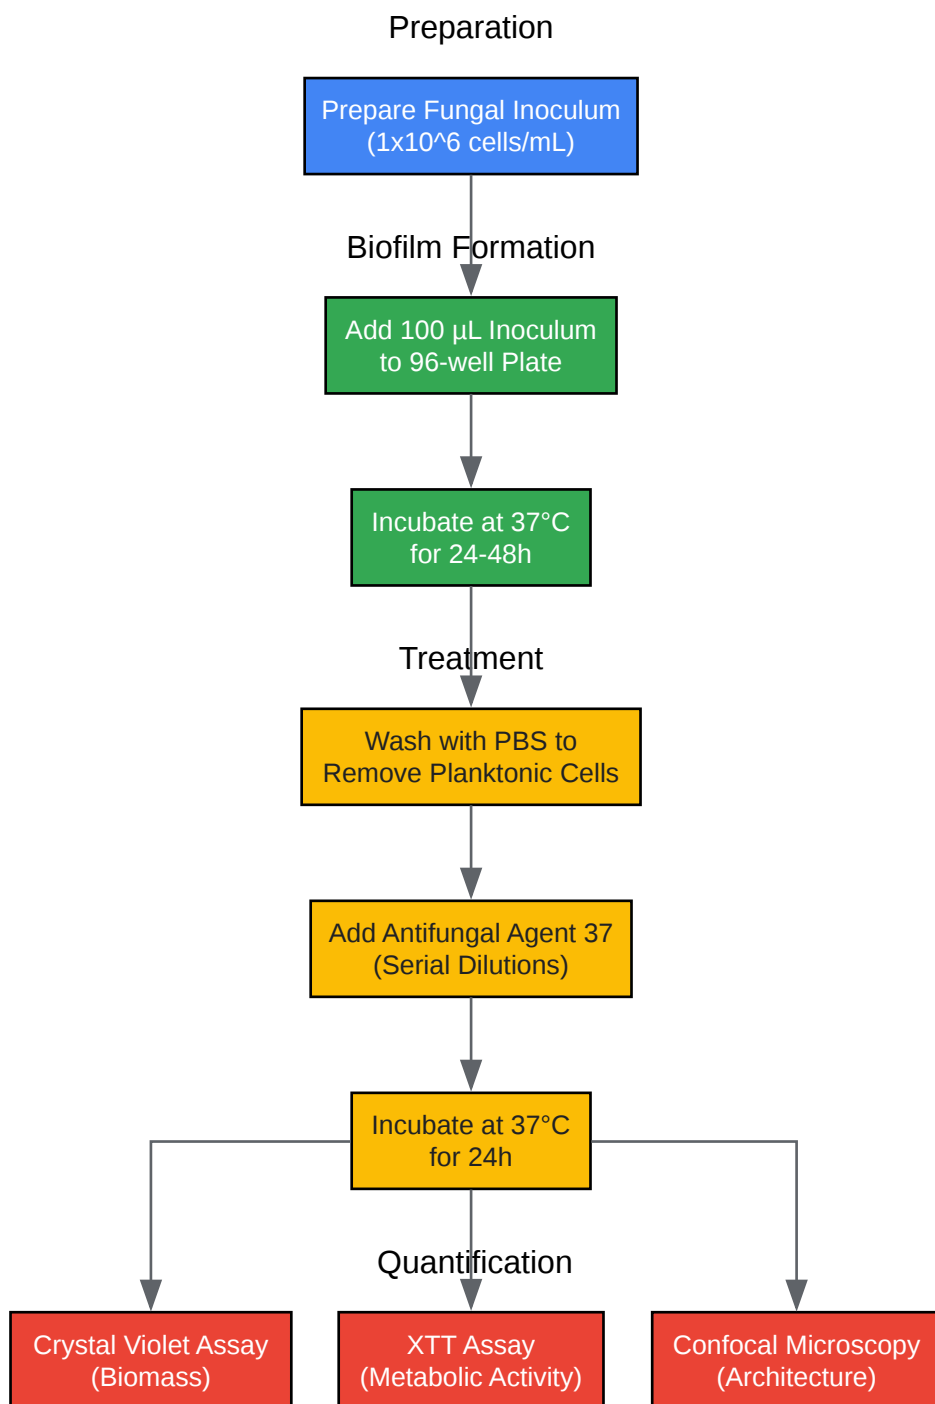 Preparation
Prepare Fungal Inoculum
(1x10^6 cells/mL)
Biofilm Formation
Add 100 µL Inoculum
to 96-well Plate
Incubate at 37°C
for 24-48h
Treatment
Wash with PBS to
Remove Planktonic Cells
Add Antifungal Agent 37
(Serial Dilutions)
Incubate at 37°C
for 24h
Quantification
Crystal Violet Assay
(Biomass)
XTT Assay
(Metabolic Activity)
Confocal Microscopy
(Architecture)